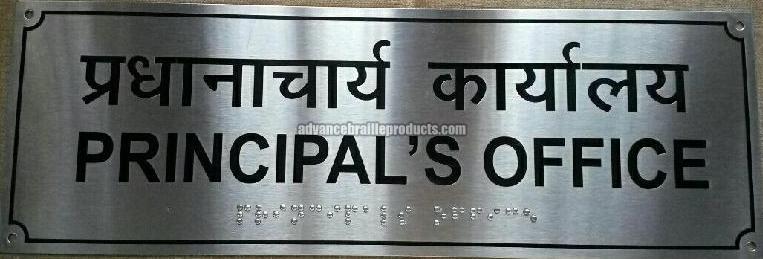 प्रधानाचार्य कार्यालय
advancebrailleproducts.com
PRINCIPAL'S OFFICE